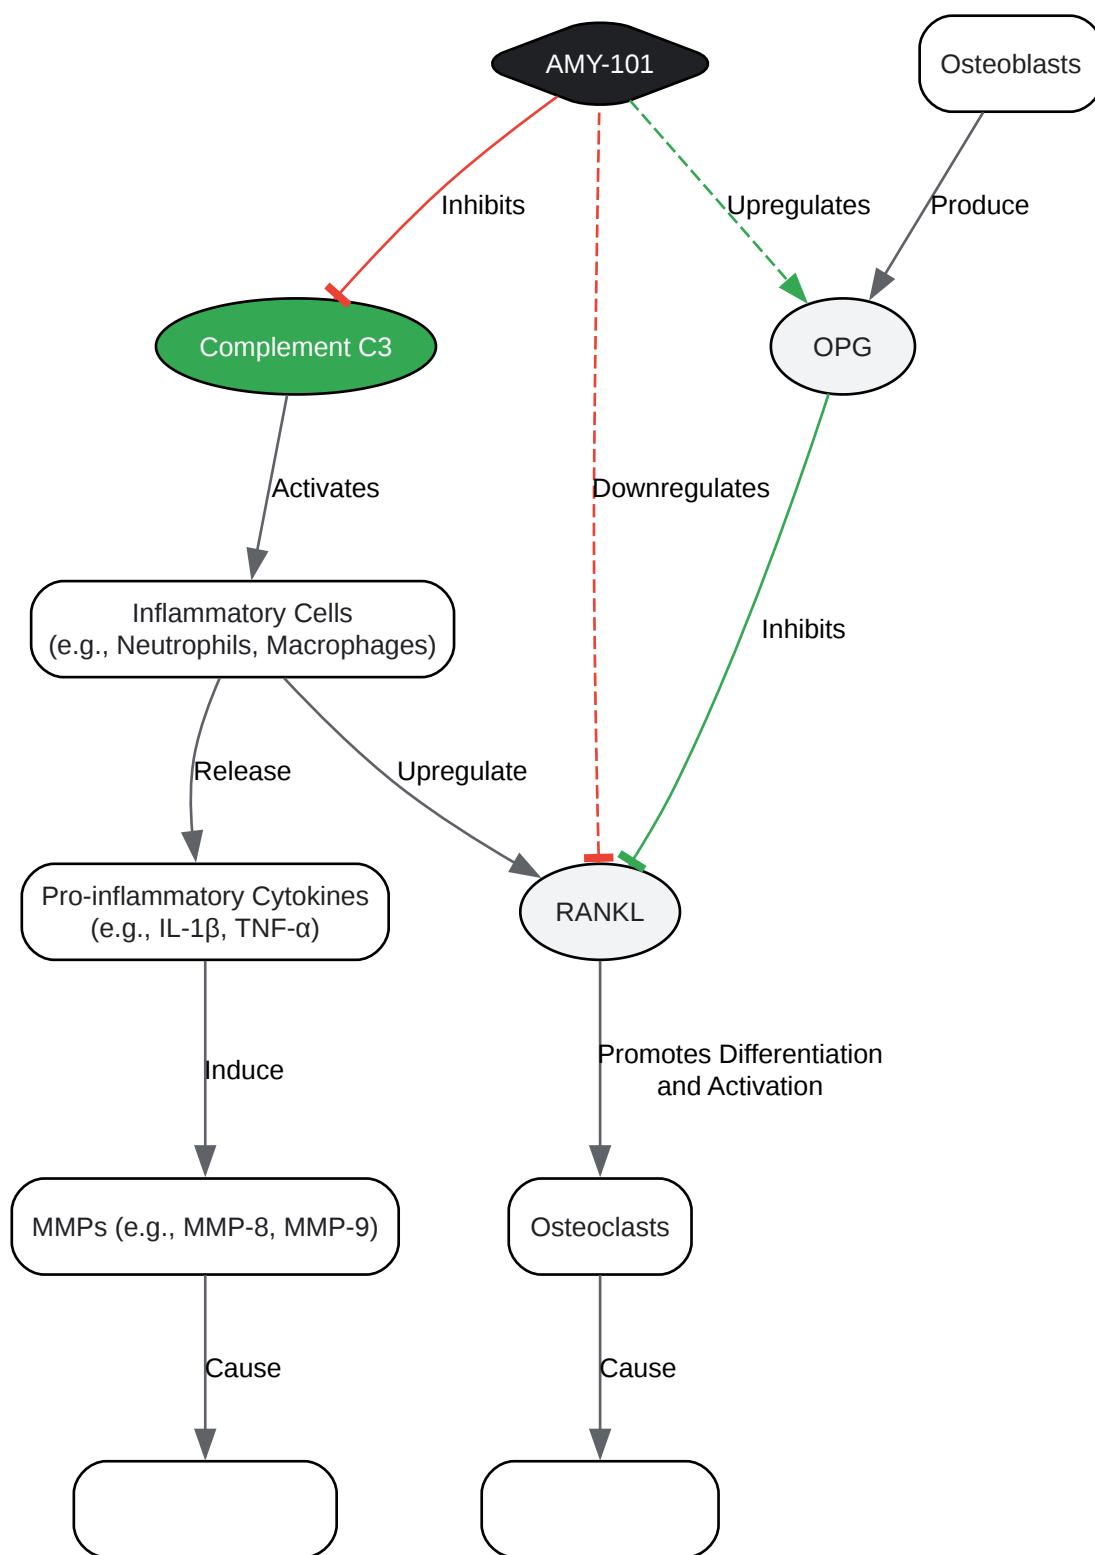 AMY-101
Osteoblasts
Inhibits
Upregulates
Produce
Complement C3
OPG
Activates
Downregulates
Inflammatory Cells
(e.g., Neutrophils, Macrophages)
Inhibits
Release
Upregulate
Pro-inflammatory Cytokines
(e.g., IL-1β, TNF-α)
RANKL
Induce
Promotes Differentiation
and Activation
MMPs (e.g., MMP-8, MMP-9)
Osteoclasts
Cause
Cause